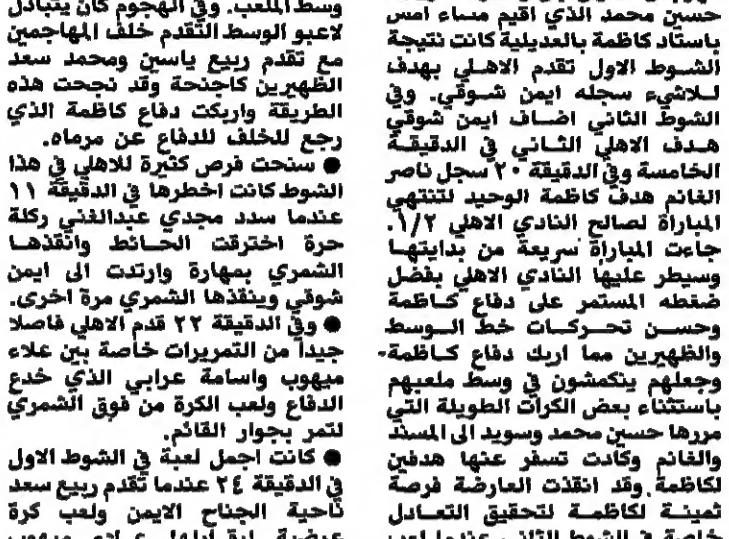 حسين محمد الذي اقيم مساء امس
باستاد كاظمة بالعديلية كانت نتيجة
الشوط الاول تقدم الاهلي بهدف
للاشيء سجله ايمن شوقي. وفي
الشوط الثاني اضاف ايمن شوقي
هدف الاهلي الثاني في الدقيقة
الخامسة وفي الدقيقة ٢٠ سجل ناصر
الغانم هدف كاظمة الوحيد لتنتهي
المباراة لصالح النادي الاهلي ١/٢.
جاءت المباراة سريعة من بدايتها
وسيطر عليها النادي الاهلي بفضل
ضغطه المستمر على دفاع كاظمة
وحسن تحركات خط الوسط
والظهيرين مما اربك دفاع كاظمة-
وجعلهم ينكمشون في وسط ملعبهم
باستثناء بعض الكرات الطويلة التي
مررها حسين محمد وسويد الى المسند
والغانم وكادت تسفر عنها هدفين
لكاظمة. وقد انقذت العارضة فرصة
ثمينة لكاظمة لتحقيق التعادل
خاصة في الشوط الثاني عندما لعب
وسط الملعب. وفي الهجوم كان يتبادل
لاعبو الوسط التقدم خلف المهاجمين
مع تقدم ربيع ياسين ومحمد سعد
الظهيرين كاجنحة وقد نجحت هذه
الطريقة واربكت دفاع كاظمة الذي
رجع للخلف للدفاع عن مرماه.
● سنحت فرص كثيرة للاهلي في هذا
الشوط كانت اخطرها في الدقيقة ١١
عندما سدد مجدي عبدالغني ركلة
حرة اخترقت الحائط وانقذها
الشمري بمهارة وارتدت الى ايمن
شوقي وينقذها الشمري مرة اخرى.
● وفي الدقيقة ٢٢ قدم الاهلي فاصلا
جيدا من التمريرات خاصة بين علاء
ميهوب واسامة عرابي الذي خدع
الدفاع ولعب الكرة من فوق الشمري
لتمر بجوار القائم.
● كانت اجمل لعبة في الشوط الاول
في الدقيقة ٢٤ عندما تقدم ربيع سعد
ناحية الجناح الايمن ولعب كرة